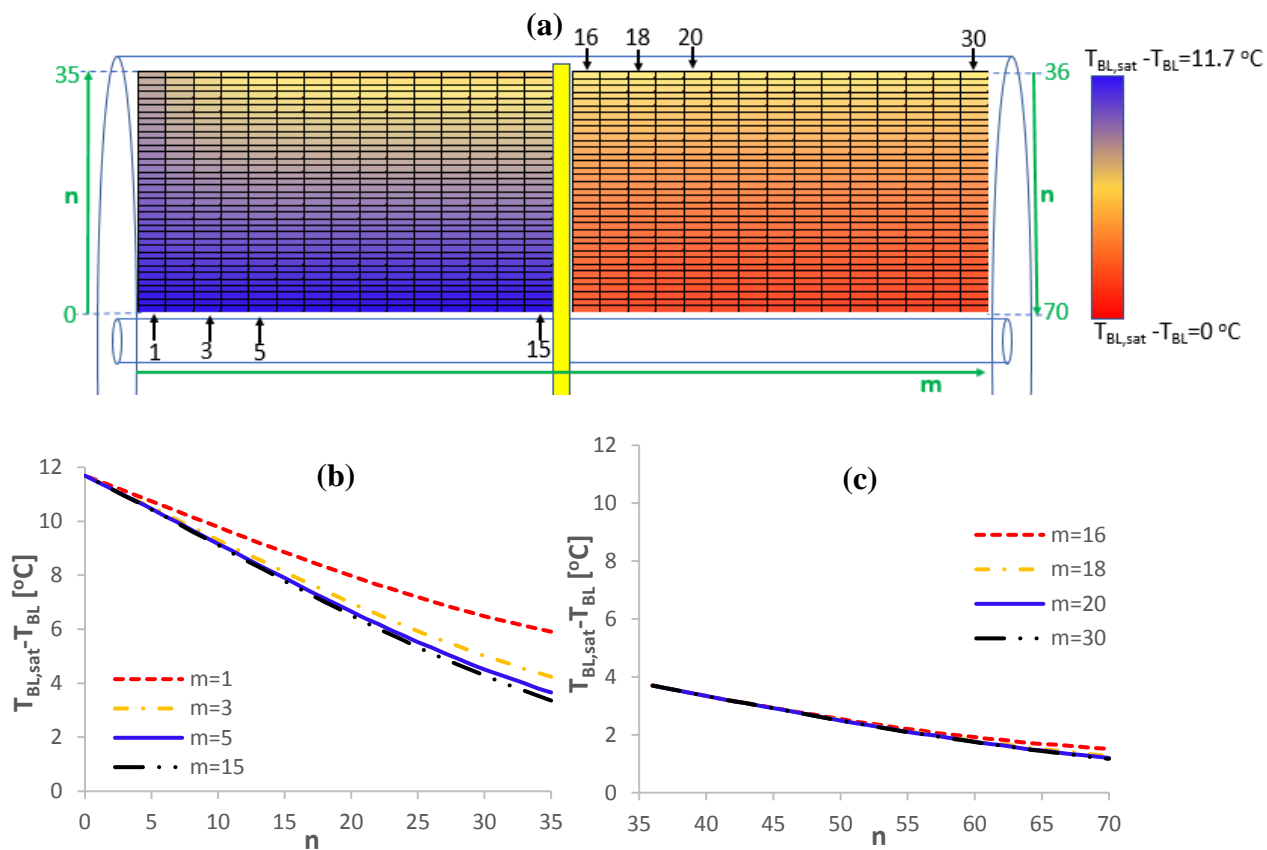 (a)
16 18 20 30
T_BL,sat -T_BL=11.7 °C
35
36
n
n
0
70
1 3 5 15
m
T_BL,sat -T_BL=0 °C
(b)
T_BL,sat-T_BL [°C]
12
10
8
6
4
2
0
m=1
m=3
m=5
m=15
0 5 10 15 20 25 30 35
n
(c)
T_BL,sat-T_BL [°C]
12
10
8
6
4
2
0
m=16
m=18
m=20
m=30
35 40 45 50 55 60 65 70
n